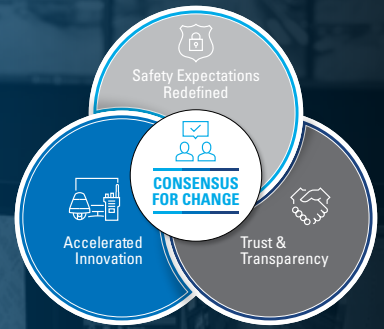 Safety Expectations
Redefined
CONSENSUS
FOR CHANGE
Accelerated
Innovation
Trust &
Transparency